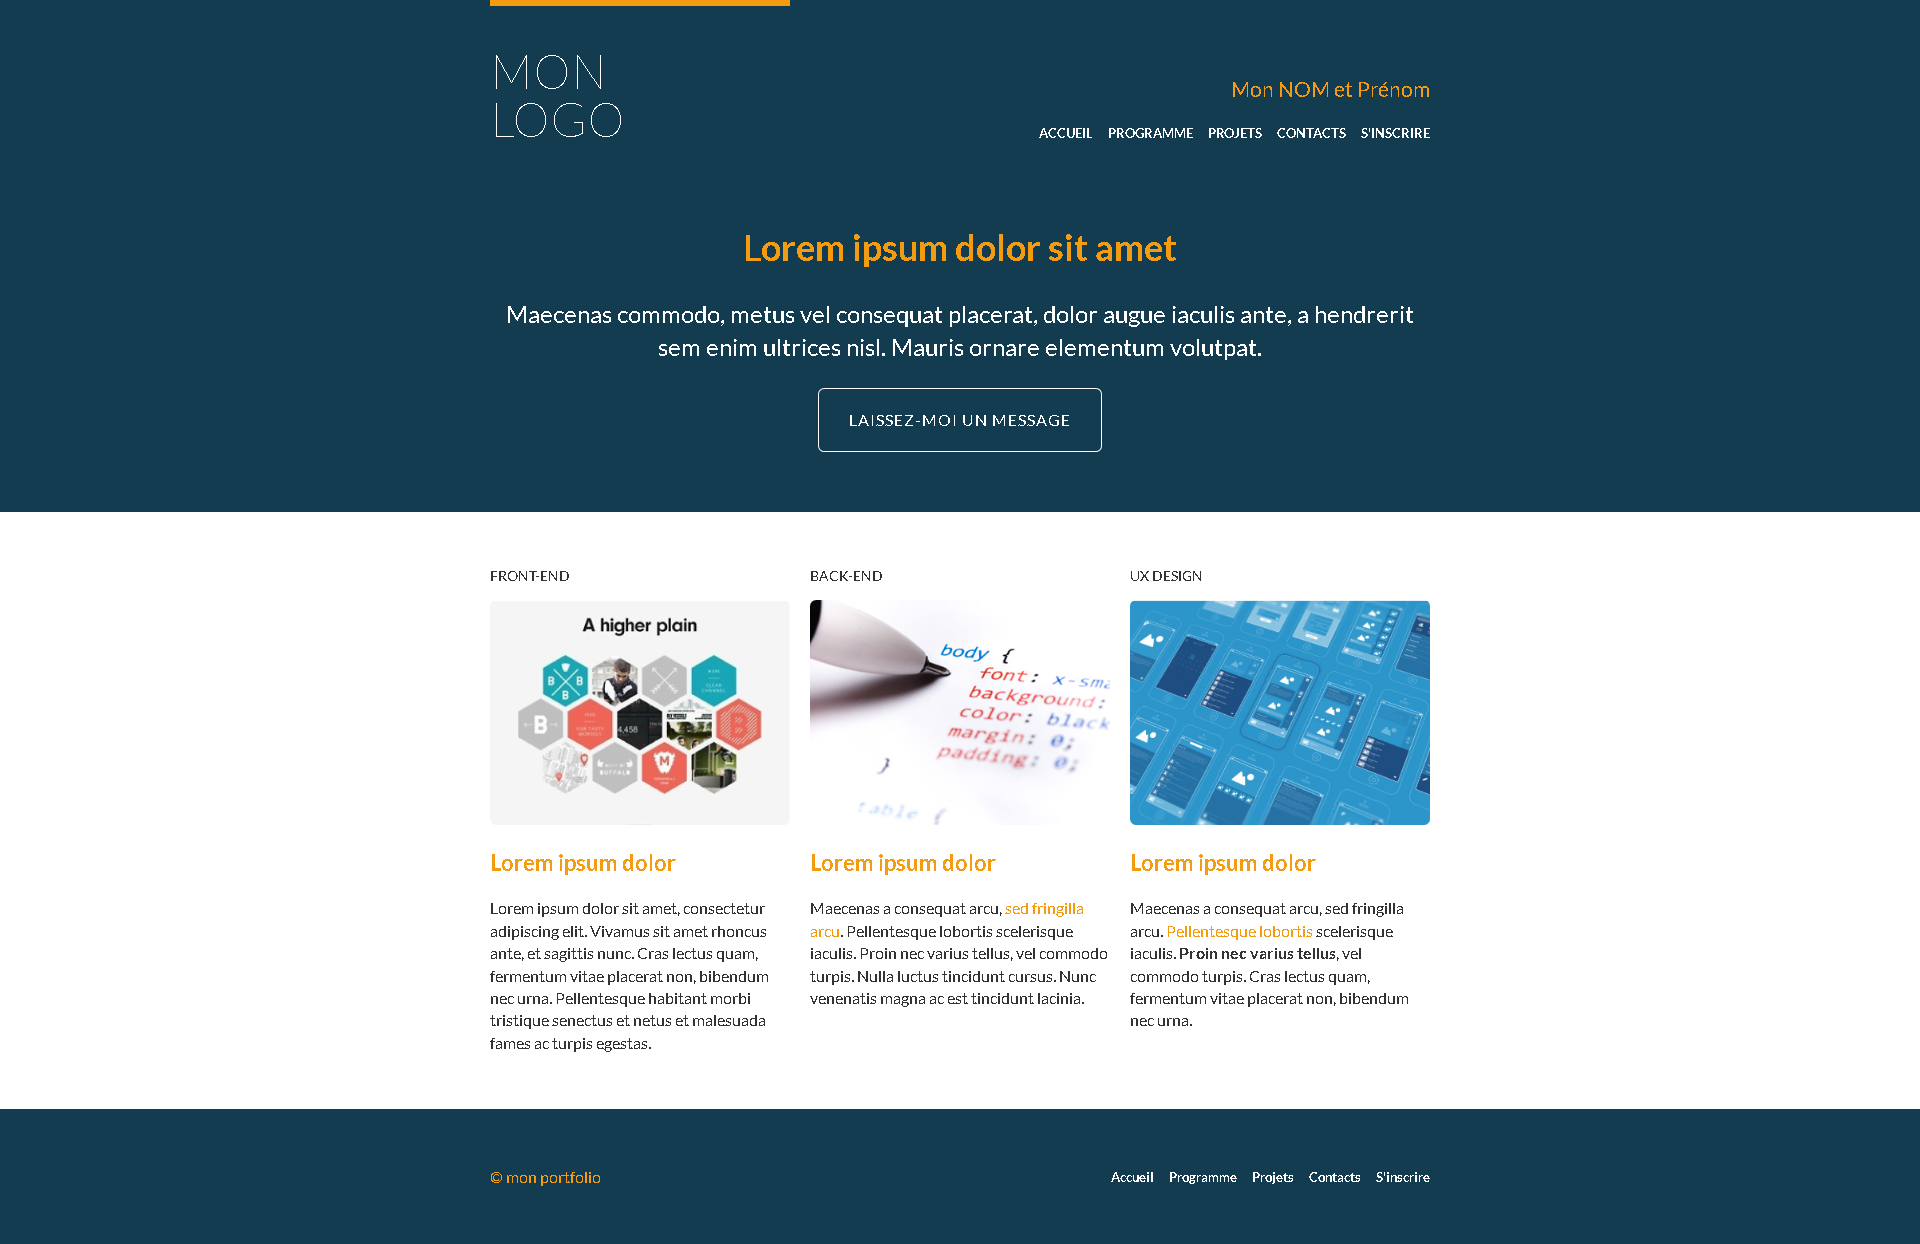 MON
LOGO
Mon NOM et Prénom
ACCUEIL PROGRAMME PROJETS CONTACTS S'INSCRIRE
Lorem ipsum dolor sit amet
Maecenas commodo, metus vel consequat placerat, dolor augue iaculis ante, a hendrerit
sem enim ultrices nisl. Mauris ornare elementum volutpat.
LAISSEZ-MOI UN MESSAGE
FRONT-END
A higher plain
B
B
B
B
4,458
M
BUFFALO
Lorem ipsum dolor
Lorem ipsum dolor sit amet, consectetur
adipiscing elit. Vivamus sit amet rhoncus
ante, et sagittis nunc. Cras lectus quam,
fermentum vitae placerat non, bibendum
nec urna. Pellentesque habitant morbi
tristique senectus et netus et malesuada
fames ac turpis egestas.
BACK-END
body {
font: x-sma
background:
color: black
margin: 0;
padding: 0;
}
table {
Lorem ipsum dolor
Maecenas a consequat arcu, sed fringilla
arcu. Pellentesque lobortis scelerisque
iaculis. Proin nec varius tellus, vel commodo
turpis. Nulla luctus tincidunt cursus. Nunc
venenatis magna ac est tincidunt lacinia.
UX DESIGN
Lorem ipsum dolor
Maecenas a consequat arcu, sed fringilla
arcu. Pellentesque lobortis scelerisque
iaculis. Proin nec varius tellus, vel
commodo turpis. Cras lectus quam,
fermentum vitae placerat non, bibendum
nec urna.
© mon portfolio
Accueil Programme Projets Contacts S'inscrire